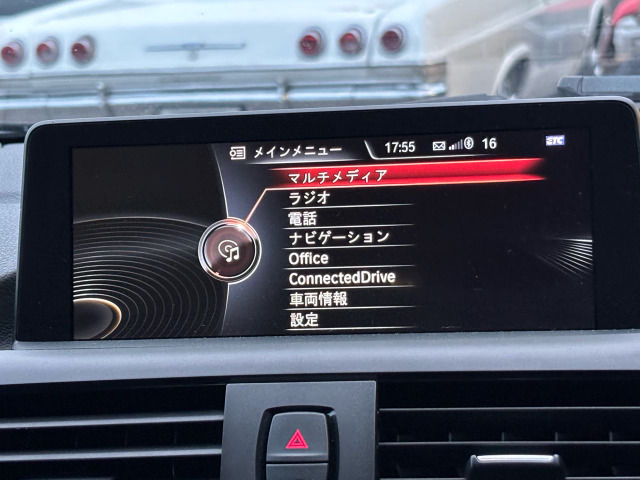 メインメニュー 17:55 16 ETC
マルチメディア
ラジオ
電話
ナビゲーション
Office
ConnectedDrive
車両情報
設定